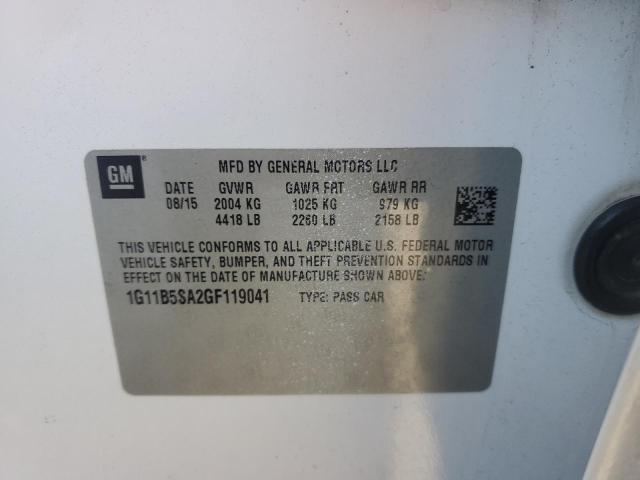 GM ®
MFD BY GENERAL MOTORS LLC
DATE GVWR GAWR FRT GAWR RR
08/15 2004 KG 1025 KG 979 KG
4418 LB 2260 LB 2158 LB
THIS VEHICLE CONFORMS TO ALL APPLICABLE U.S. FEDERAL MOTOR
VEHICLE SAFETY, BUMPER, AND THEFT PREVENTION STANDARDS IN
EFFECT ON THE DATE OF MANUFACTURE SHOWN ABOVE.
1G11B5SA2GF119041 TYPE: PASS CAR